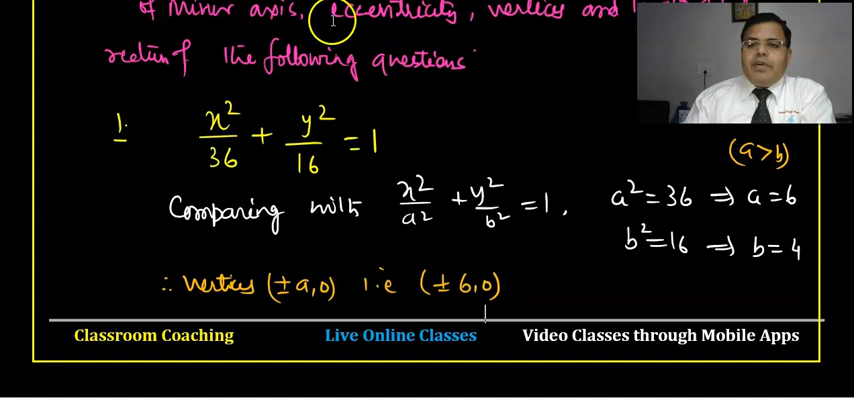 of Minor axis, eccentricity, vertices and
rectum of the following questions
1. x²/36 + y²/16 = 1
(a>b)
Comparing with x²/a² + y²/b² = 1, a² = 36 ⇒ a = 6
b² = 16 ⇒ b = 4
∴ vertices (±a,0) i.e (±6,0)
Classroom Coaching Live Online Classes Video Classes through Mobile Apps